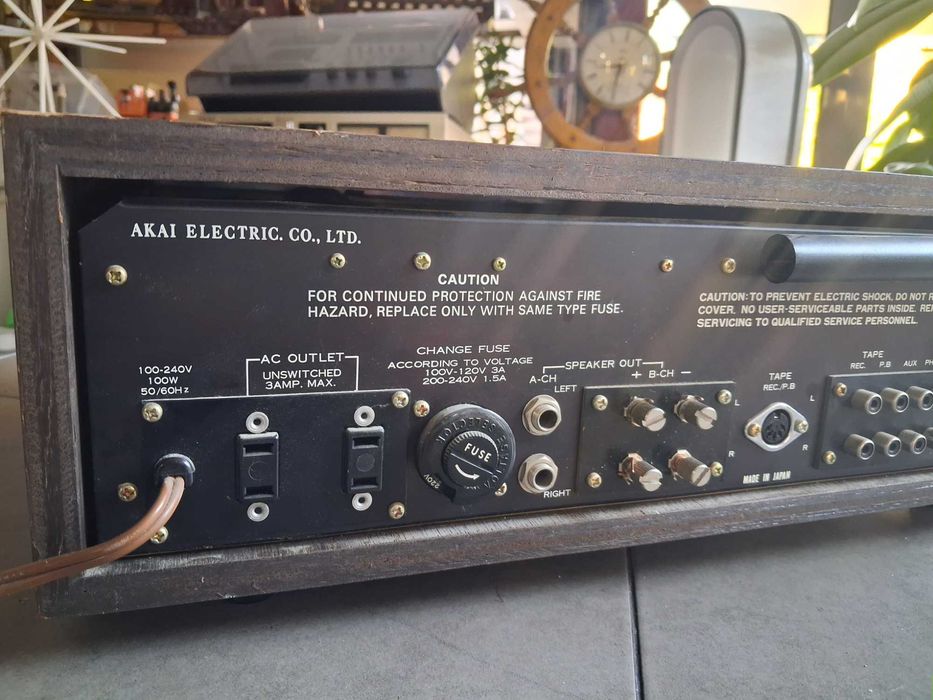 AKAI ELECTRIC. CO., LTD.
CAUTION
FOR CONTINUED PROTECTION AGAINST FIRE
HAZARD, REPLACE ONLY WITH SAME TYPE FUSE.
CAUTION: TO PREVENT ELECTRIC SHOCK, DO NOT
COVER. NO USER-SERVICEABLE PARTS INSIDE.
SERVICING TO QUALIFIED SERVICE PERSONNEL.
100-240V
100W
50/60Hz
AC OUTLET
UNSWITCHED
3AMP. MAX.
CHANGE FUSE
ACCORDING TO VOLTAGE
100V-120V 3A
200-240V 1.5A
FUSE
220V
SPEAKER OUT
A-CH
+ B-CH -
LEFT
RIGHT
L
R
TAPE
REC./P.B
L
R
MADE IN JAPAN
TAPE
REC. P.B AUX